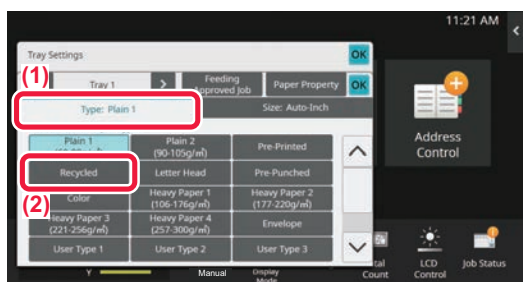 11:21 AM
Tray Settings
OK
(1)
Tray 1
>
Feeding
Approved Job
Paper Property
OK
Type: Plain 1
Size: Auto-Inch
Plain 1
Plain 2
(90-105g/㎡)
Pre-Printed
Recycled
Letter Head
Pre-Punched
Address
Control
(2)
Color
Heavy Paper 1
(106-176g/㎡)
Heavy Paper 2
(177-220g/㎡)
Heavy Paper 3
(221-256g/㎡)
Heavy Paper 4
(257-300g/㎡)
Envelope
User Type 1
User Type 2
User Type 3
Y
Manual
Display
Mode
Count
LCD
Control
Job Status